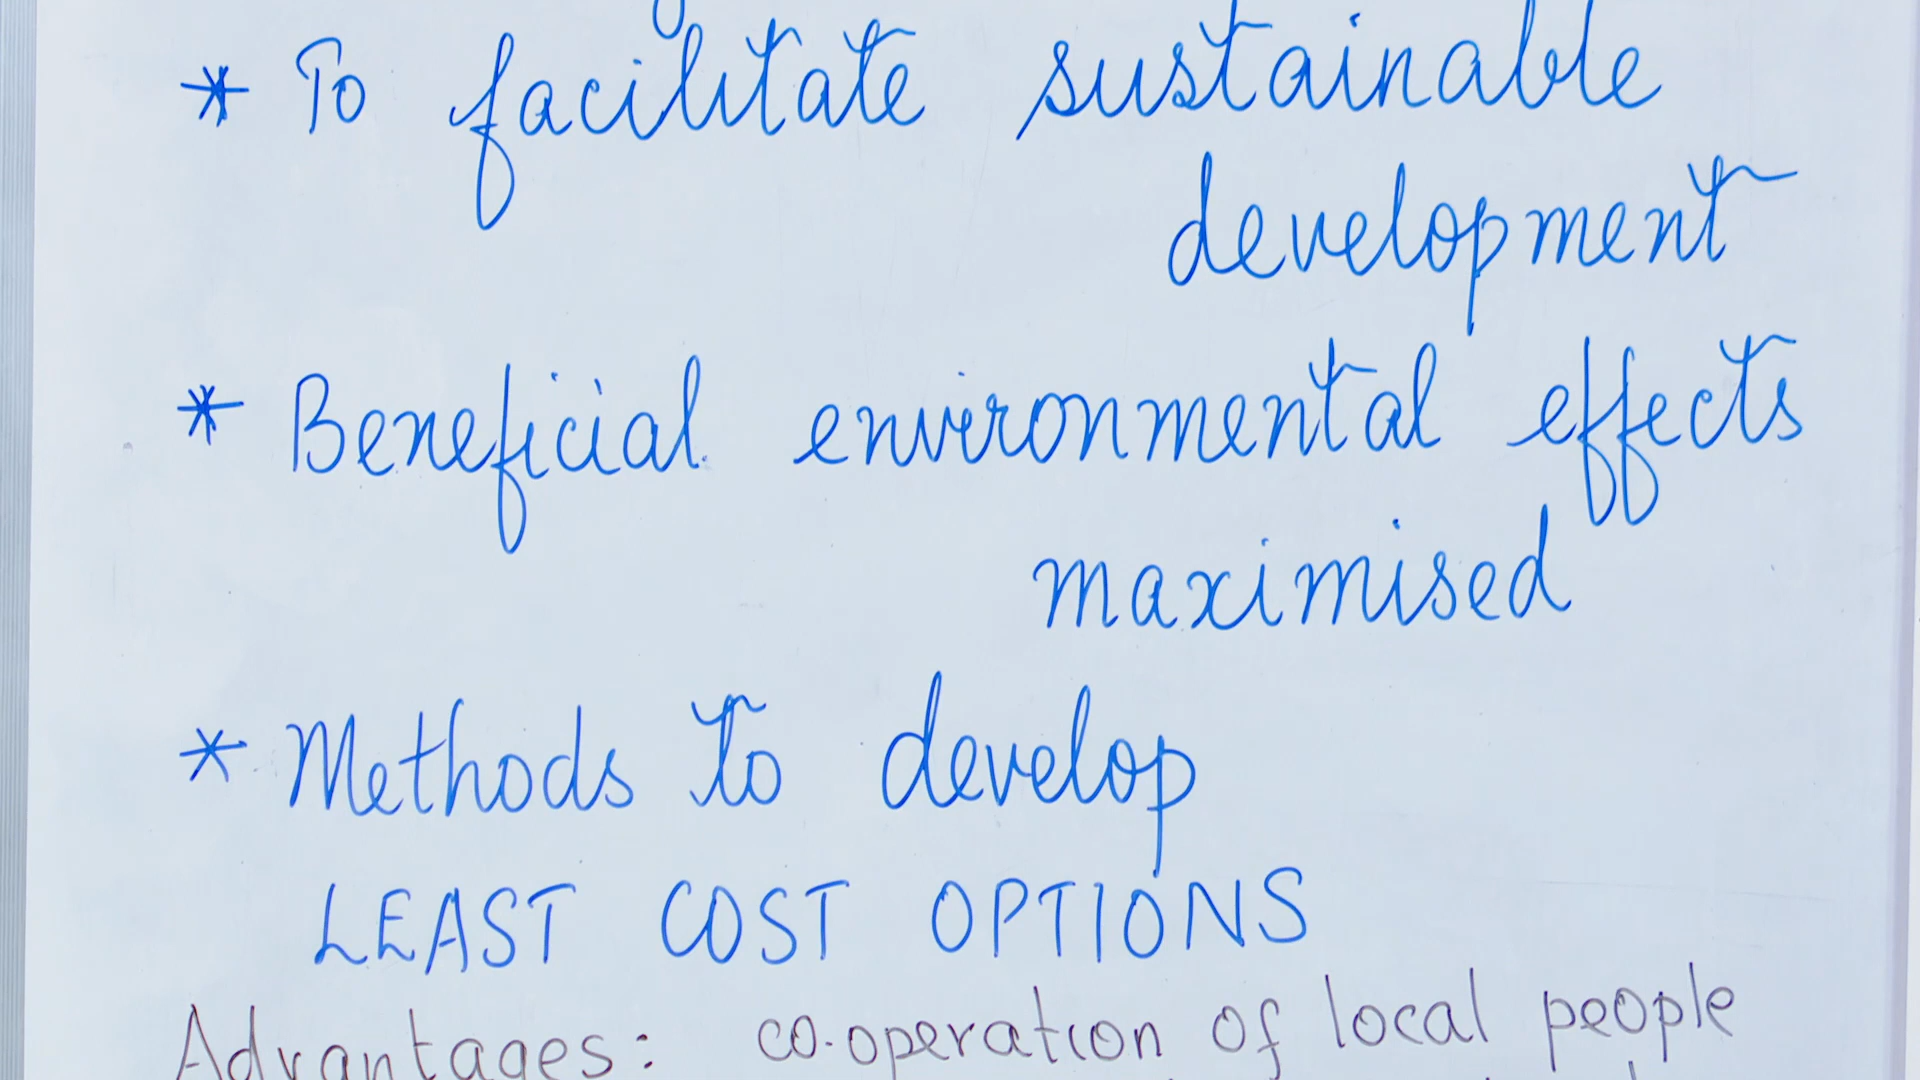 * To facilitate sustainable
development
* Beneficial environmental effects
maximised
* Methods to develop
LEAST COST OPTIONS
Advantages: co-operation of local people